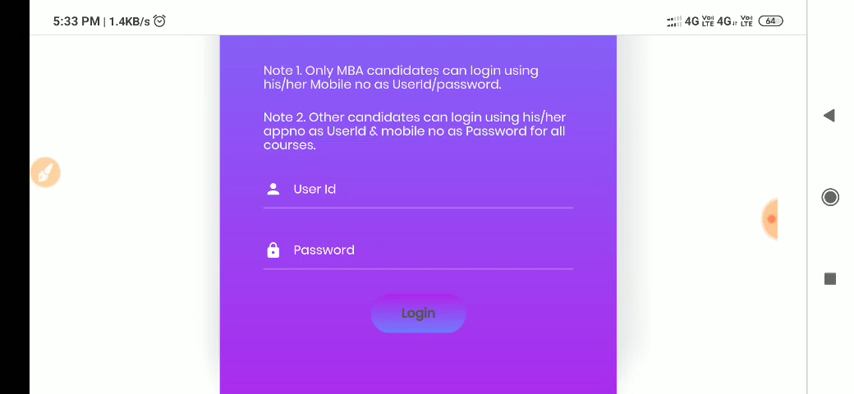 5:33 PM | 1.4KB/s
4G VoLTE 4G VoLTE 64
Note 1. Only MBA candidates can login using
his/her Mobile no as UserId/password.
Note 2. Other candidates can login using his/her
appno as UserId & mobile no as Password for all
courses.
User Id
Password
Login